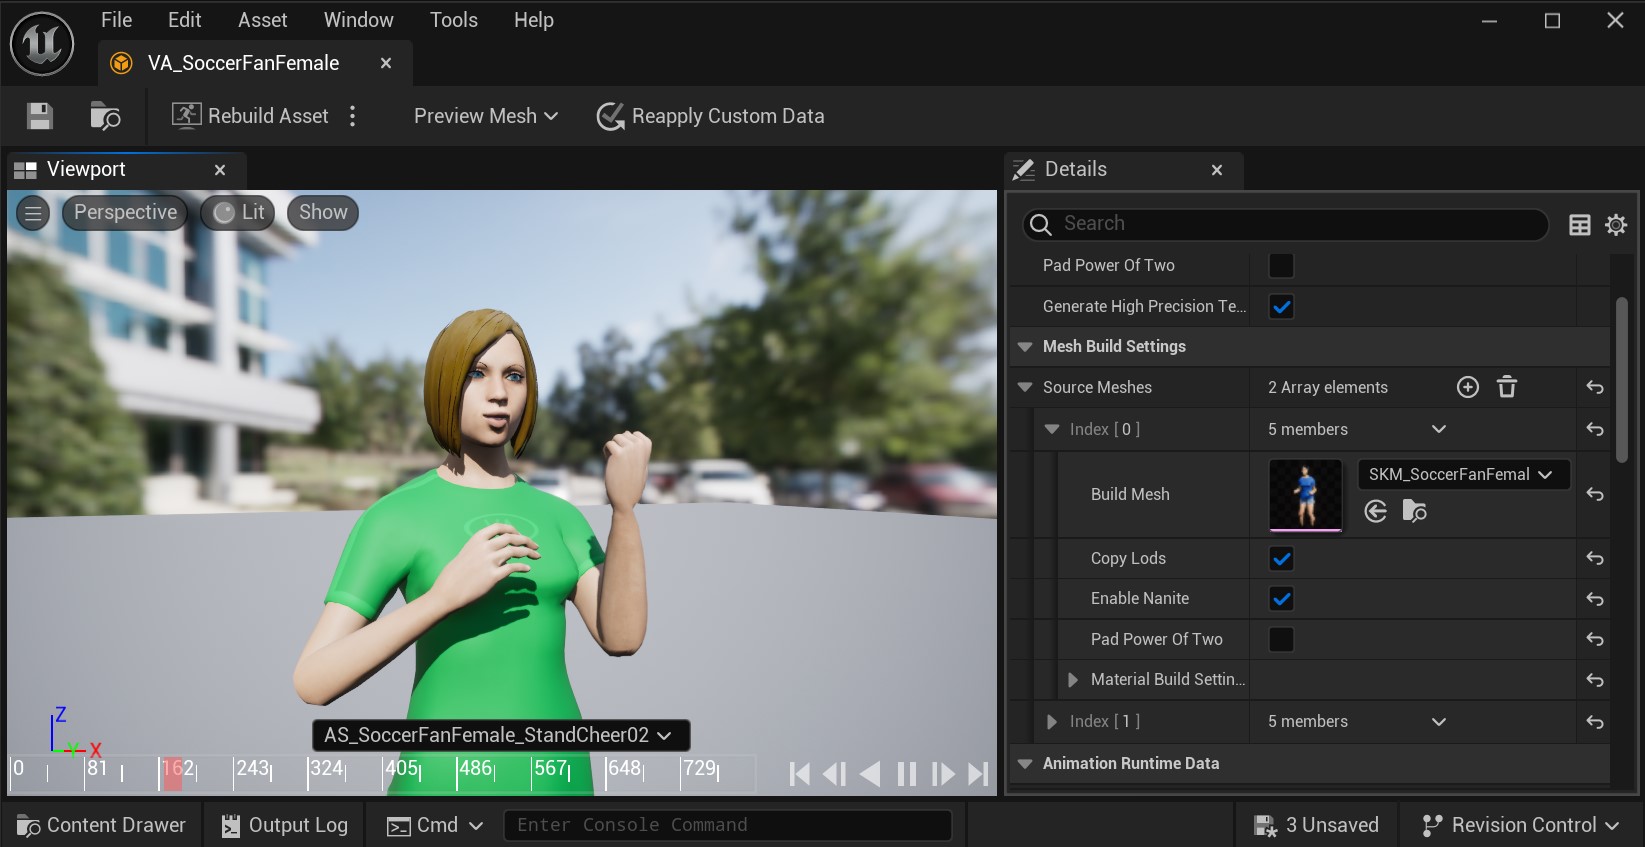 File Edit Asset Window Tools Help
VA_SoccerFanFemale
Rebuild Asset Preview Mesh Reapply Custom Data
Viewport
Perspective Lit Show
VA
AS_SoccerFanFemale_StandCheer02
Z
Y X
0 81 162 243 324 405 486 567 648 729
Details
Search
Pad Power Of Two
Generate High Precision Te...
Mesh Build Settings
Source Meshes 2 Array elements
Index [ 0 ] 5 members
Build Mesh SKM_SoccerFanFemal
Copy Lods
Enable Nanite
Pad Power Of Two
Material Build Settin...
Index [ 1 ] 5 members
Animation Runtime Data
Content Drawer Output Log Cmd Enter Console Command 3 Unsaved Revision Control